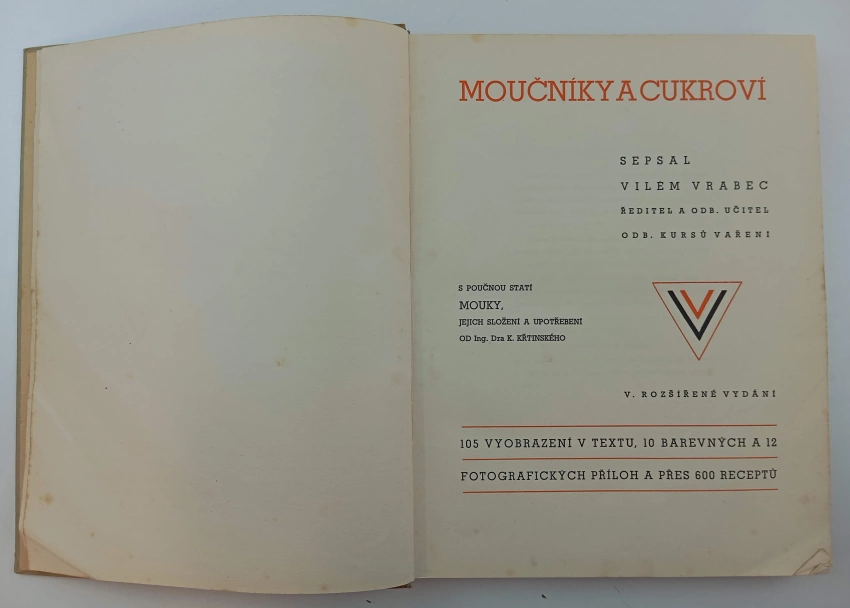 MOUČNÍKY A CUKROVÍ
SEPSAL
VILÉM VRABEC
ŘEDITEL A ODB. UČITEL
ODB. KURSŮ VAŘENÍ
S POUČNOU STATÍ
MOUKY,
JEJICH SLOŽENÍ A UPOTŘEBENÍ
OD Ing. Dra K. KŘTINSKÉHO
V. ROZŠÍŘENÉ VYDÁNÍ
105 VYOBRAZENÍ V TEXTU, 10 BAREVNÝCH A 12
FOTOGRAFICKÝCH PŘÍLOH A PŘES 600 RECEPTŮ